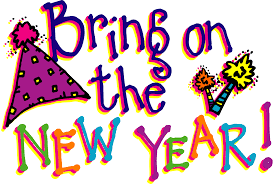 Bring on
the
NEW YEAR!